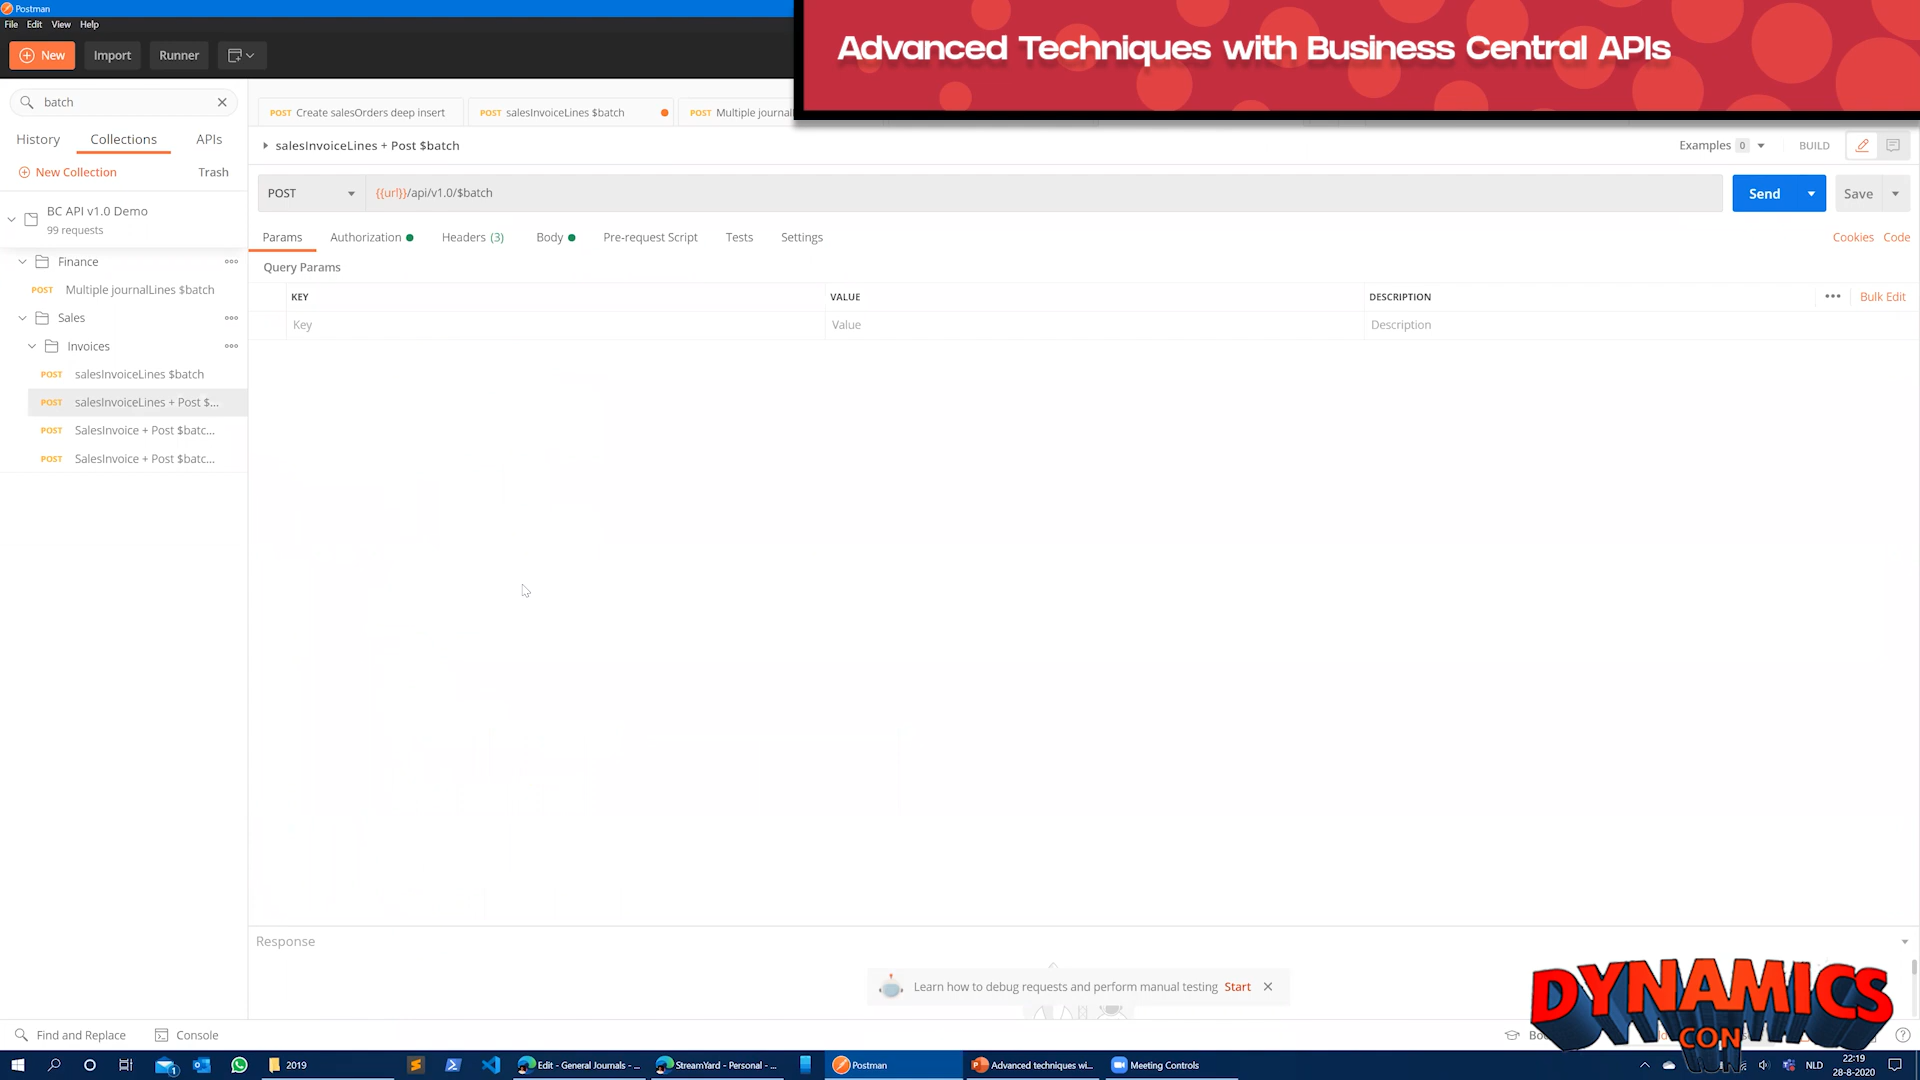 Postman
File Edit View Help
New Import Runner
Advanced Techniques with Business Central APIs
batch
History Collections APIs
New Collection Trash
BC API v1.0 Demo
99 requests
Finance
POST Multiple journalLines $batch
Sales
Invoices
POST salesInvoiceLines $batch
POST salesInvoiceLines + Post $...
POST SalesInvoice + Post $batc...
POST SalesInvoice + Post $batc...
POST Create salesOrders deep insert POST salesInvoiceLines $batch POST Multiple journal
salesInvoiceLines + Post $batch Examples 0 BUILD
POST {{url}}/api/v1.0/$batch Send Save
Params Authorization Headers (3) Body Pre-request Script Tests Settings Cookies Code
Query Params
KEY VALUE DESCRIPTION ... Bulk Edit
Key Value Description
Response
Learn how to debug requests and perform manual testing Start
DYNAMICS
CON
Find and Replace Console
1 2019 Edit - General Journals - ... StreamYard - Personal - ... Postman Advanced techniques wi... Meeting Controls NLD 22:19
28-8-2020